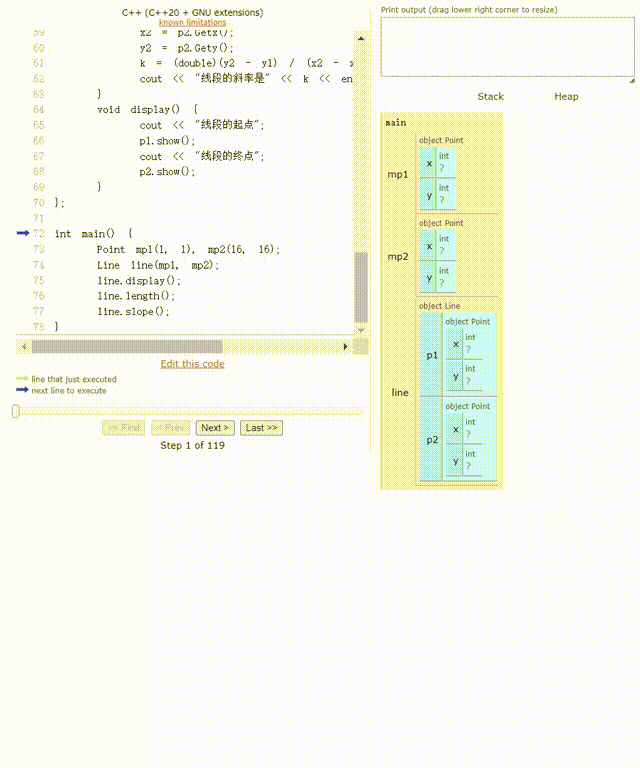 C++ (C++20 + GNU extensions)
known limitations
59 x2 = p2.Getx();
60 y2 = p2.Gety();
61 k = (double)(y2 - y1) / (x2 - x
62 cout << "线段的斜率是" << k << en
63 }
64 void display() {
65 cout << "线段的起点";
66 p1.show();
67 cout << "线段的终点";
68 p2.show();
69 }
70 };
71
72 int main() {
73 Point mp1(1, 1), mp2(16, 16);
74 Line line(mp1, mp2);
75 line.display();
76 line.length();
77 line.slope();
78 }
Edit this code
line that just executed
next line to execute
<< First < Prev Next > Last >>
Step 1 of 119
Print output (drag lower right corner to resize)
Stack Heap
main
object Point
mp1
x int ?
y int ?
object Point
mp2
x int ?
y int ?
object Line
line
object Point
p1
x int ?
y int ?
object Point
p2
x int ?
y int ?